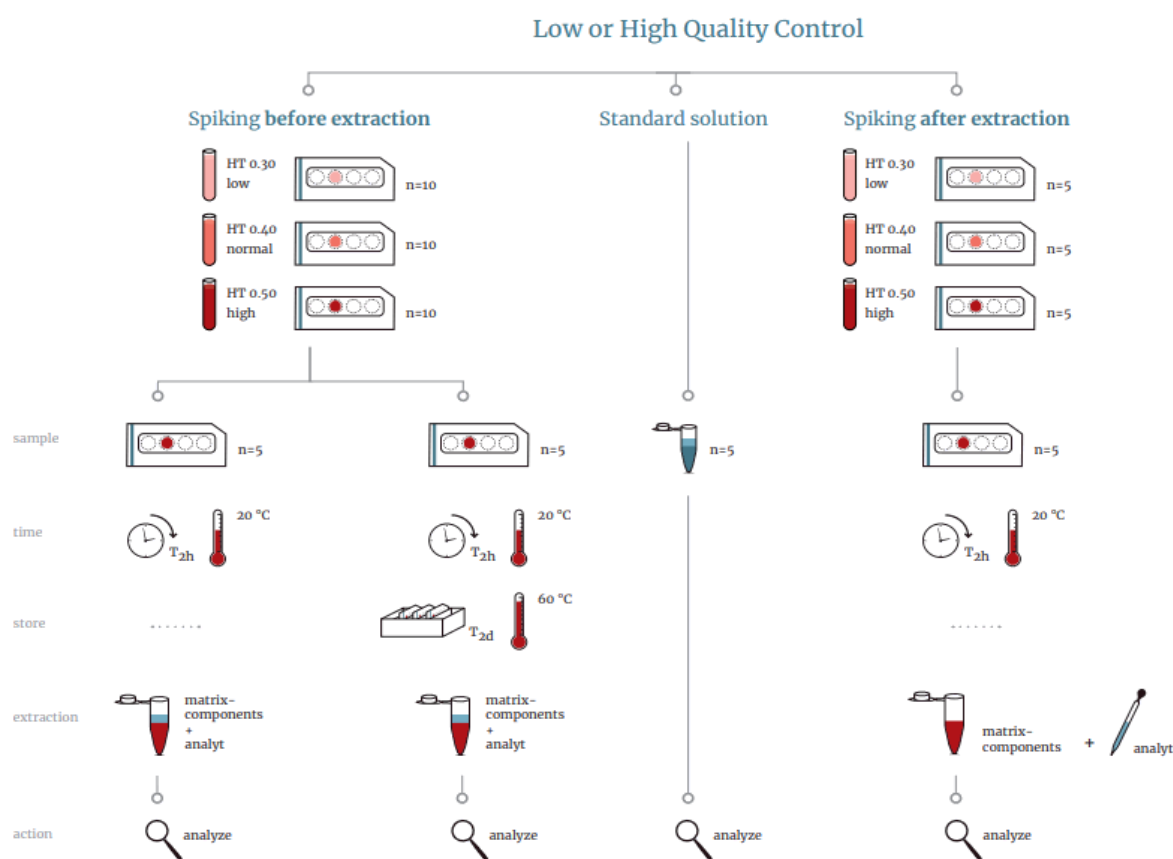 Low or High Quality Control
Spiking before extraction
Standard solution
Spiking after extraction
HT 0.30
low
n=10
HT 0.40
normal
n=10
HT 0.50
high
n=10
HT 0.30
low
n=5
HT 0.40
normal
n=5
HT 0.50
high
n=5
sample
n=5
n=5
n=5
n=5
time
T2h
20 °C
T2h
20 °C
T2h
20 °C
store
T2d
60 °C
extraction
matrix-
components
+
analyt
matrix-
components
+
analyt
matrix-
components
+
analyt
action
analyze
analyze
analyze
analyze